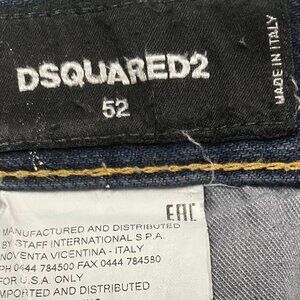 DSQUARED2
52
MADE IN ITALY
EAC
MANUFACTURED AND DISTRIBUTED
BY STAFF INTERNATIONAL S.P.A.
NOVENTA VICENTINA - ITALY
PH 0444 784500 FAX 0444 784580
FOR U.S.A. ONLY
IMPORTED AND DISTRIBUTED